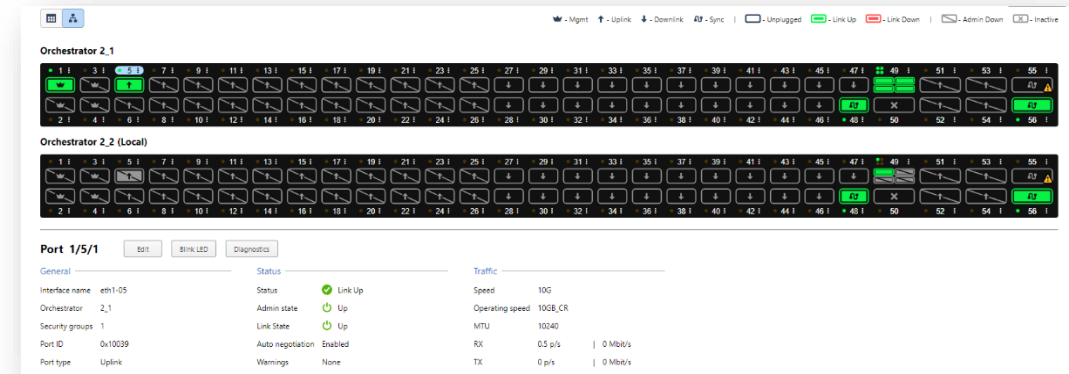 Mgmt Uplink Downlink Sync | Unplugged Link Up Link Down | Admin Down Inactive
Orchestrator 2_1
1 3 5 7 9 11 13 15 17 19 21 23 25 27 29 31 33 35 37 39 41 43 45 47 49 51 53 55
2 4 6 8 10 12 14 16 18 20 22 24 26 28 30 32 34 36 38 40 42 44 46 48 50 52 54 56
Orchestrator 2_2 (Local)
1 3 5 7 9 11 13 15 17 19 21 23 25 27 29 31 33 35 37 39 41 43 45 47 49 51 53 55
2 4 6 8 10 12 14 16 18 20 22 24 26 28 30 32 34 36 38 40 42 44 46 48 50 52 54 56
Port 1/5/1 Edit Blink LED Diagnostics
General Status Traffic
Interface name eth1-05 Status Link Up Speed 10G
Orchestrator 2_1 Admin state Up Operating speed 10GB_CR
Security groups 1 Link State Up MTU 10240
Port ID 0x10039 Auto negotiation Enabled RX 0.5 p/s | 0 Mbit/s
Port type Uplink Warnings None TX 0 p/s | 0 Mbit/s